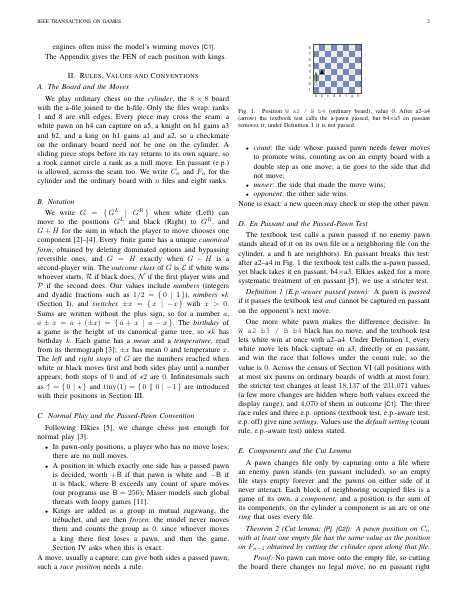 IEEE TRANSACTIONS ON GAMES
2
engines often miss the model's winning moves [C1].
The Appendix gives the FEN of each position with kings.
II. RULES, VALUES AND CONVENTIONS
A. The Board and the Moves
We play ordinary chess on the cylinder, the 8 × 8 board
with the a-file joined to the h-file. Only the files wrap: ranks
1 and 8 are still edges. Every piece may cross the seam: a
white pawn on h4 can capture on a5, a knight on h1 gains a3
and b2, and a king on h1 gains a1 and a2, so a checkmate
on the ordinary board need not be one on the cylinder. A
sliding piece stops before its ray returns to its own square, so
a rook cannot circle a rank as a null move. En passant (e.p.)
is allowed, across the seam too. We write Cₙ and Fₙ for the
cylinder and the ordinary board with n files and eight ranks.
B. Notation
We write G = {Gᴸ | Gᴿ} when white (Left) can
move to the positions Gᴸ and black (Right) to Gᴿ, and
G + H for the sum in which the player to move chooses one
component [2]–[4]. Every finite game has a unique canonical
form, obtained by deleting dominated options and bypassing
reversible ones, and G = H exactly when G − H is a
second-player win. The outcome class of G is L if white wins
whoever starts, R if black does, N if the first player wins and
P if the second does. Our values include numbers (integers
and dyadic fractions such as 1/2 = {0 | 1}), numbers ∗k
(Section I), and switches ±x = {x | −x} with x > 0.
Sums are written without the plus sign, so for a number a,
a ± x = a + (±x) = {a + x | a − x}. The birthday of
a game is the height of its canonical game tree, so ∗k has
birthday k. Each game has a mean and a temperature, read
from its thermograph [3], ±x has mean 0 and temperature x.
The left and right stops of G are the numbers reached when
white or black moves first and both sides play until a number
appears; both stops of 0 and of ∗2 are 0. Infinitesimals such
as ↑ = {0 | ∗} and tiny(1) = {0 ‖ 0 | −1} are introduced
with their positions in Section III.
C. Normal Play and the Passed-Pawn Convention
Following Elkies [5], we change chess just enough for
normal play [3].
• In pawn-only positions, a player who has no move loses;
there are no null moves.
• A position in which exactly one side has a passed pawn
is decided, worth +B if that pawn is white and −B if
it is black, where B exceeds any count of spare moves
(our programs use B = 256), Mäser models such global
threats with loopy games [11].
• Kings are added as a group in mutual zugzwang, the
trébuchet, and are then frozen: the model never moves
them and counts the group as 0, since whoever moves
a king there first loses a pawn, and then the game.
Section IV asks when this is exact.
A move, usually a capture, can give both sides a passed pawn;
such a race position needs a rule:
Fig. 1. Position W a2 / B b4 (ordinary board), value 0. After a2–a4
(arrow) the textbook test calls the a-pawn passed, but b4×a3 en passant
removes it; under Definition 1 it is not passed.
• count: the side whose passed pawn needs fewer moves
to promote wins, counting as on an empty board with a
double step as one move; a tie goes to the side that did
not move;
• mover: the side that made the move wins;
• opponent: the other side wins.
None is exact: a new queen may check or stop the other pawn.
D. En Passant and the Passed-Pawn Test
The textbook test calls a pawn passed if no enemy pawn
stands ahead of it on its own file or a neighboring file (on the
cylinder, a and h are neighbors). En passant breaks this test:
after a2–a4 in Fig. 1 the textbook test calls the a-pawn passed,
yet black takes it en passant, b4×a3. Elkies asked for a more
systematic treatment of en passant [5]; we use a stricter test.
Definition 1 (E.p.-aware passed pawn): A pawn is passed
if it passes the textbook test and cannot be captured en passant
on the opponent's next move.
One more white pawn makes the difference decisive. In
W a2 b3 / B b4 black has no move, and the textbook test
lets white win at once with a2–a4. Under Definition 1, every
white move lets black capture on a3, directly or en passant,
and win the race that follows under the count rule, so the
value is 0. Across the census of Section VI (all positions with
at most six pawns on ordinary boards of width at most four),
the stricter test changes at least 18,137 of the 231,071 values
(a few more changes are hidden where both values exceed the
display range), and 4,070 of them in outcome [C1]. The three
race rules and three e.p. options (textbook test, e.p.-aware test,
e.p. off) give nine settings. Values use the default setting (count
rule, e.p.-aware test) unless stated.
E. Components and the Cut Lemma
A pawn changes file only by capturing onto a file where
an enemy pawn stands (en passant included), so an empty
file stays empty forever and the pawns on either side of it
never interact. Each block of neighboring occupied files is a
game of its own, a component, and a position is the sum of
its components; on the cylinder a component is an arc or one
ring that uses every file.
Theorem 2 (Cut lemma; [P], [C2]): A pawn position on Cₙ
with at least one empty file has the same value as the position
on Fₙ₋₁ obtained by cutting the cylinder open along that file.
Proof: No pawn can move onto the empty file, so cutting
the board there changes no legal move, no en passant right